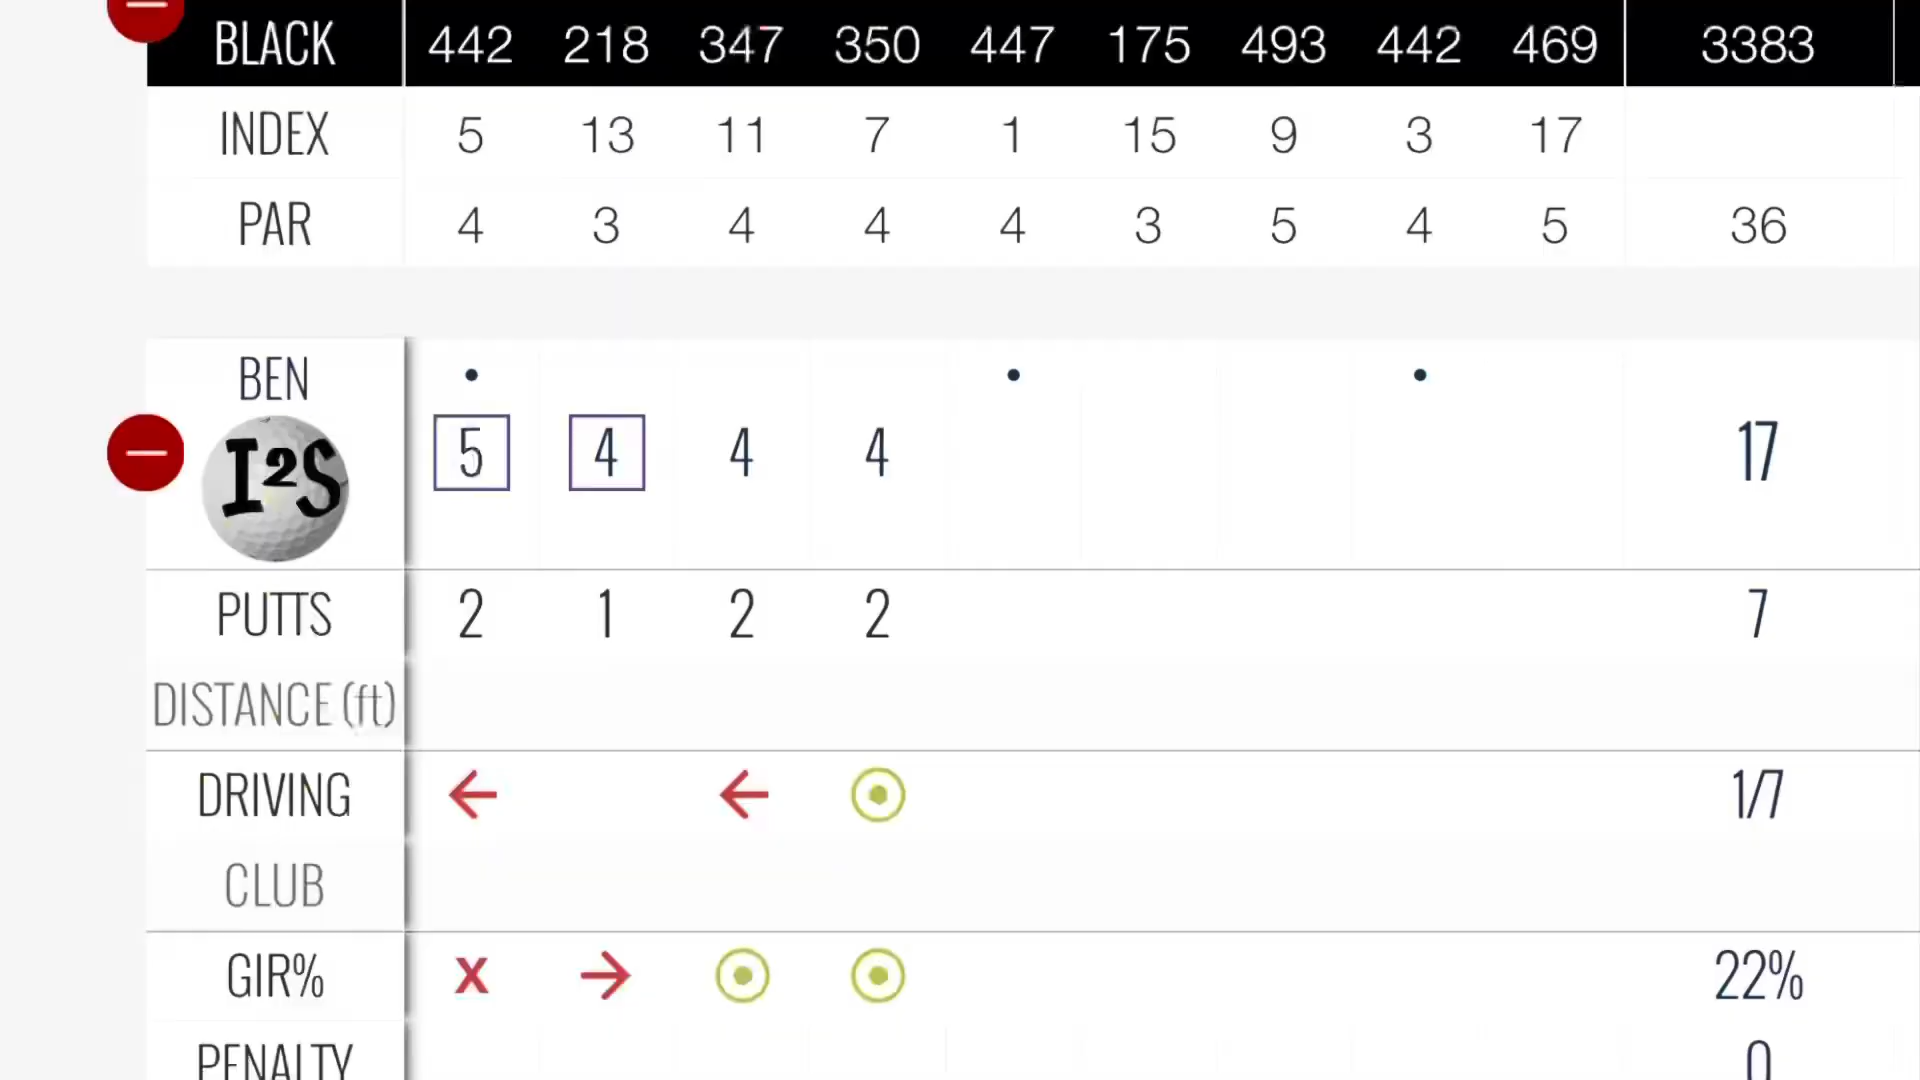 BLACK 442 218 347 350 447 175 493 442 469 3383
INDEX 5 13 11 7 1 15 9 3 17
PAR 4 3 4 4 4 3 5 4 5 36
BEN
I²S
5 4 4 4 17
PUTTS 2 1 2 2 7
DISTANCE (ft)
DRIVING 1/7
CLUB
GIR% X 22%
PENALTY 0